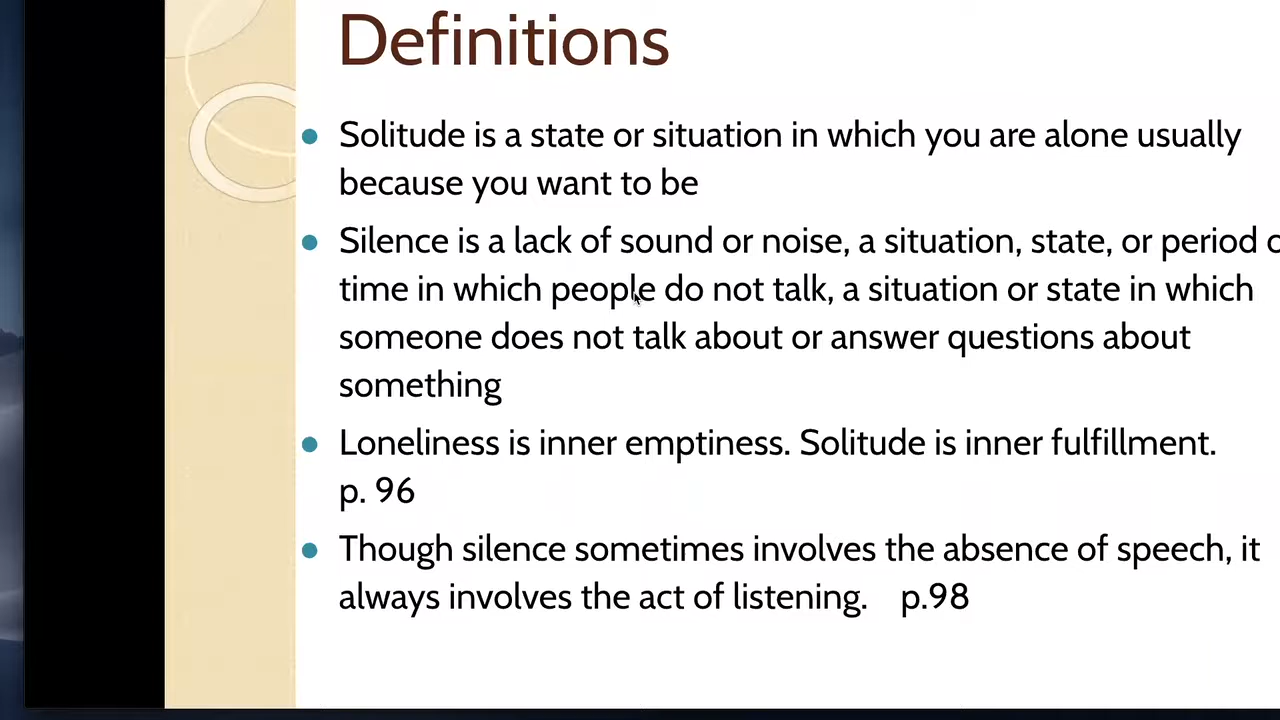 Definitions
Solitude is a state or situation in which you are alone usually
because you want to be
Silence is a lack of sound or noise, a situation, state, or period
time in which people do not talk, a situation or state in which
someone does not talk about or answer questions about
something
Loneliness is inner emptiness. Solitude is inner fulfillment.
p. 96
Though silence sometimes involves the absence of speech, it
always involves the act of listening. p.98